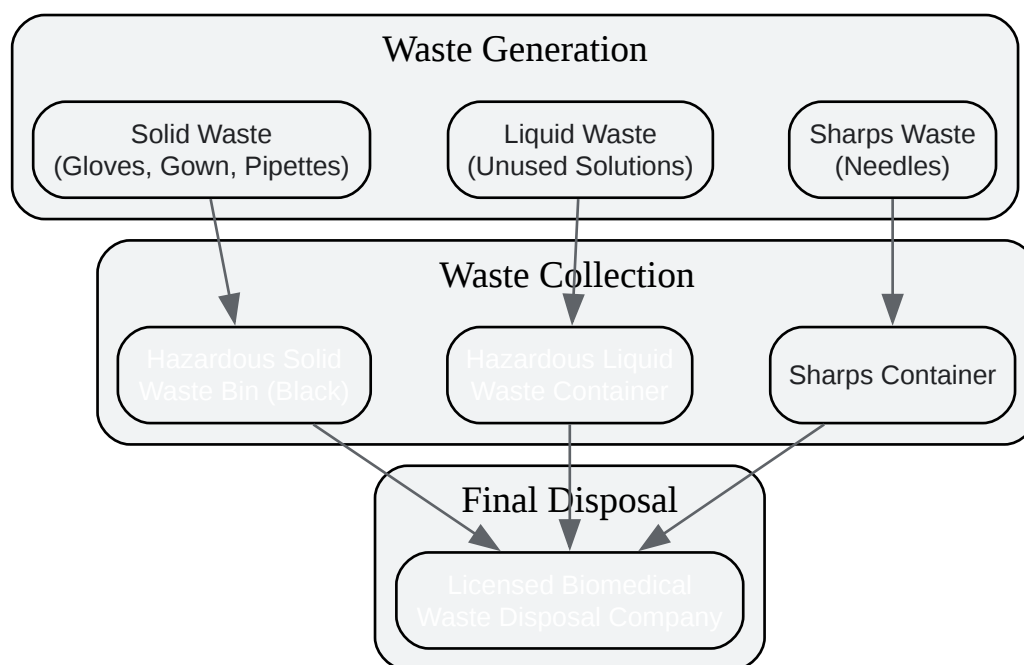 Waste Generation
Solid Waste
(Gloves, Gown, Pipettes)
Liquid Waste
(Unused Solutions)
Sharps Waste
(Needles)
Waste Collection
Hazardous Solid
Waste Bin (Black)
Hazardous Liquid
Waste Container
Sharps Container
Final Disposal
Licensed Biomedical
Waste Disposal Company